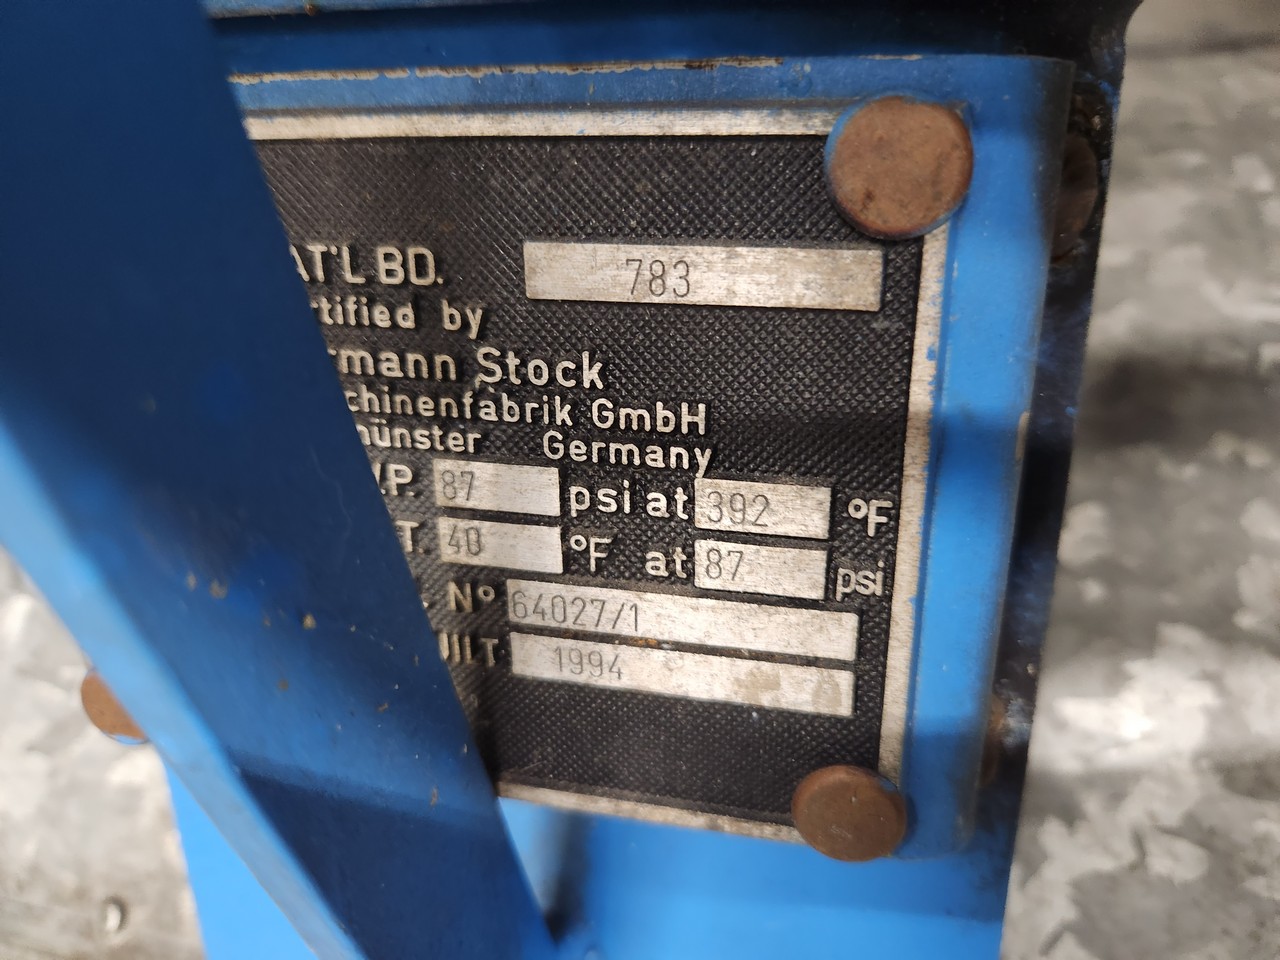 AT'L BD. 783
rtified by
rmann Stock
chinenfabrik GmbH
münster Germany
.P. 87 psi at 392 °F
T. 40 °F at 87 psi
. Nº 64027/1
UILT 1994